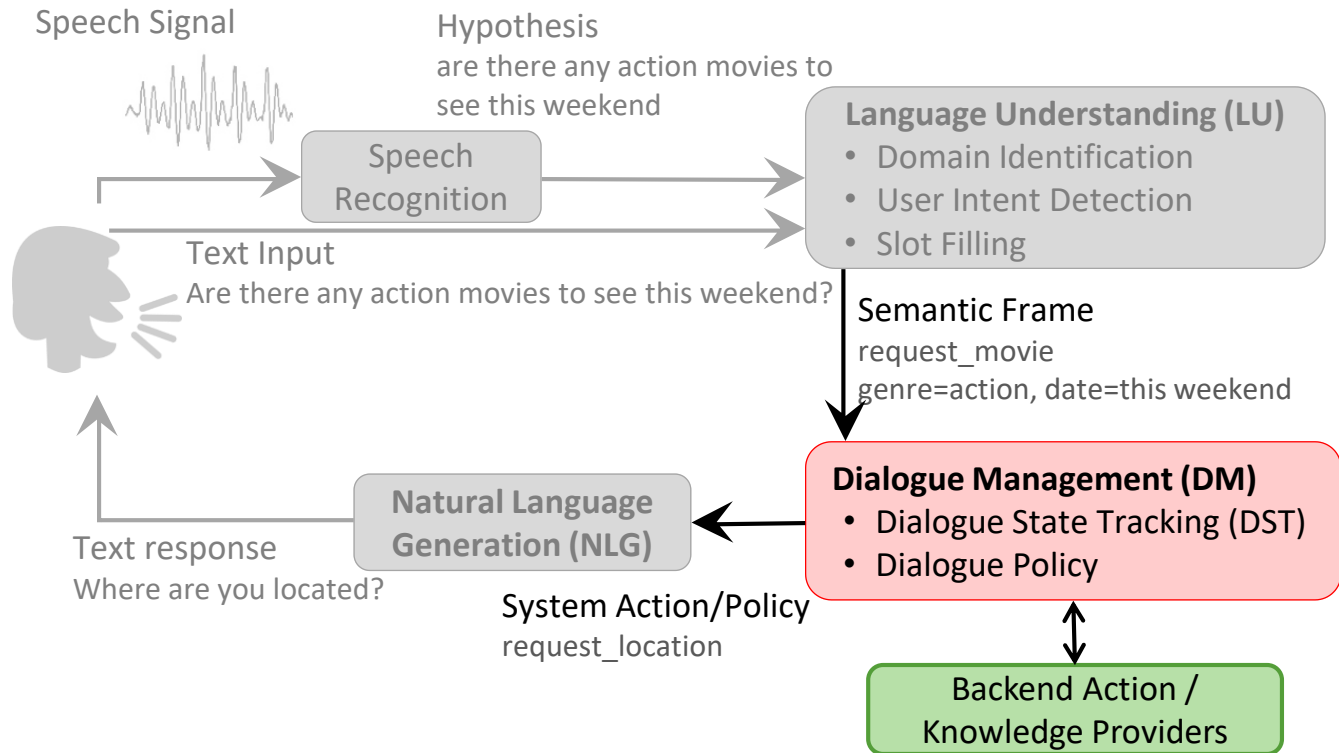 Speech Signal
Hypothesis
are there any action movies to
see this weekend
Speech
Recognition
Language Understanding (LU)
• Domain Identification
• User Intent Detection
• Slot Filling
Text Input
Are there any action movies to see this weekend?
Semantic Frame
request_movie
genre=action, date=this weekend
Dialogue Management (DM)
• Dialogue State Tracking (DST)
• Dialogue Policy
Natural Language
Generation (NLG)
Text response
Where are you located?
System Action/Policy
request_location
Backend Action /
Knowledge Providers